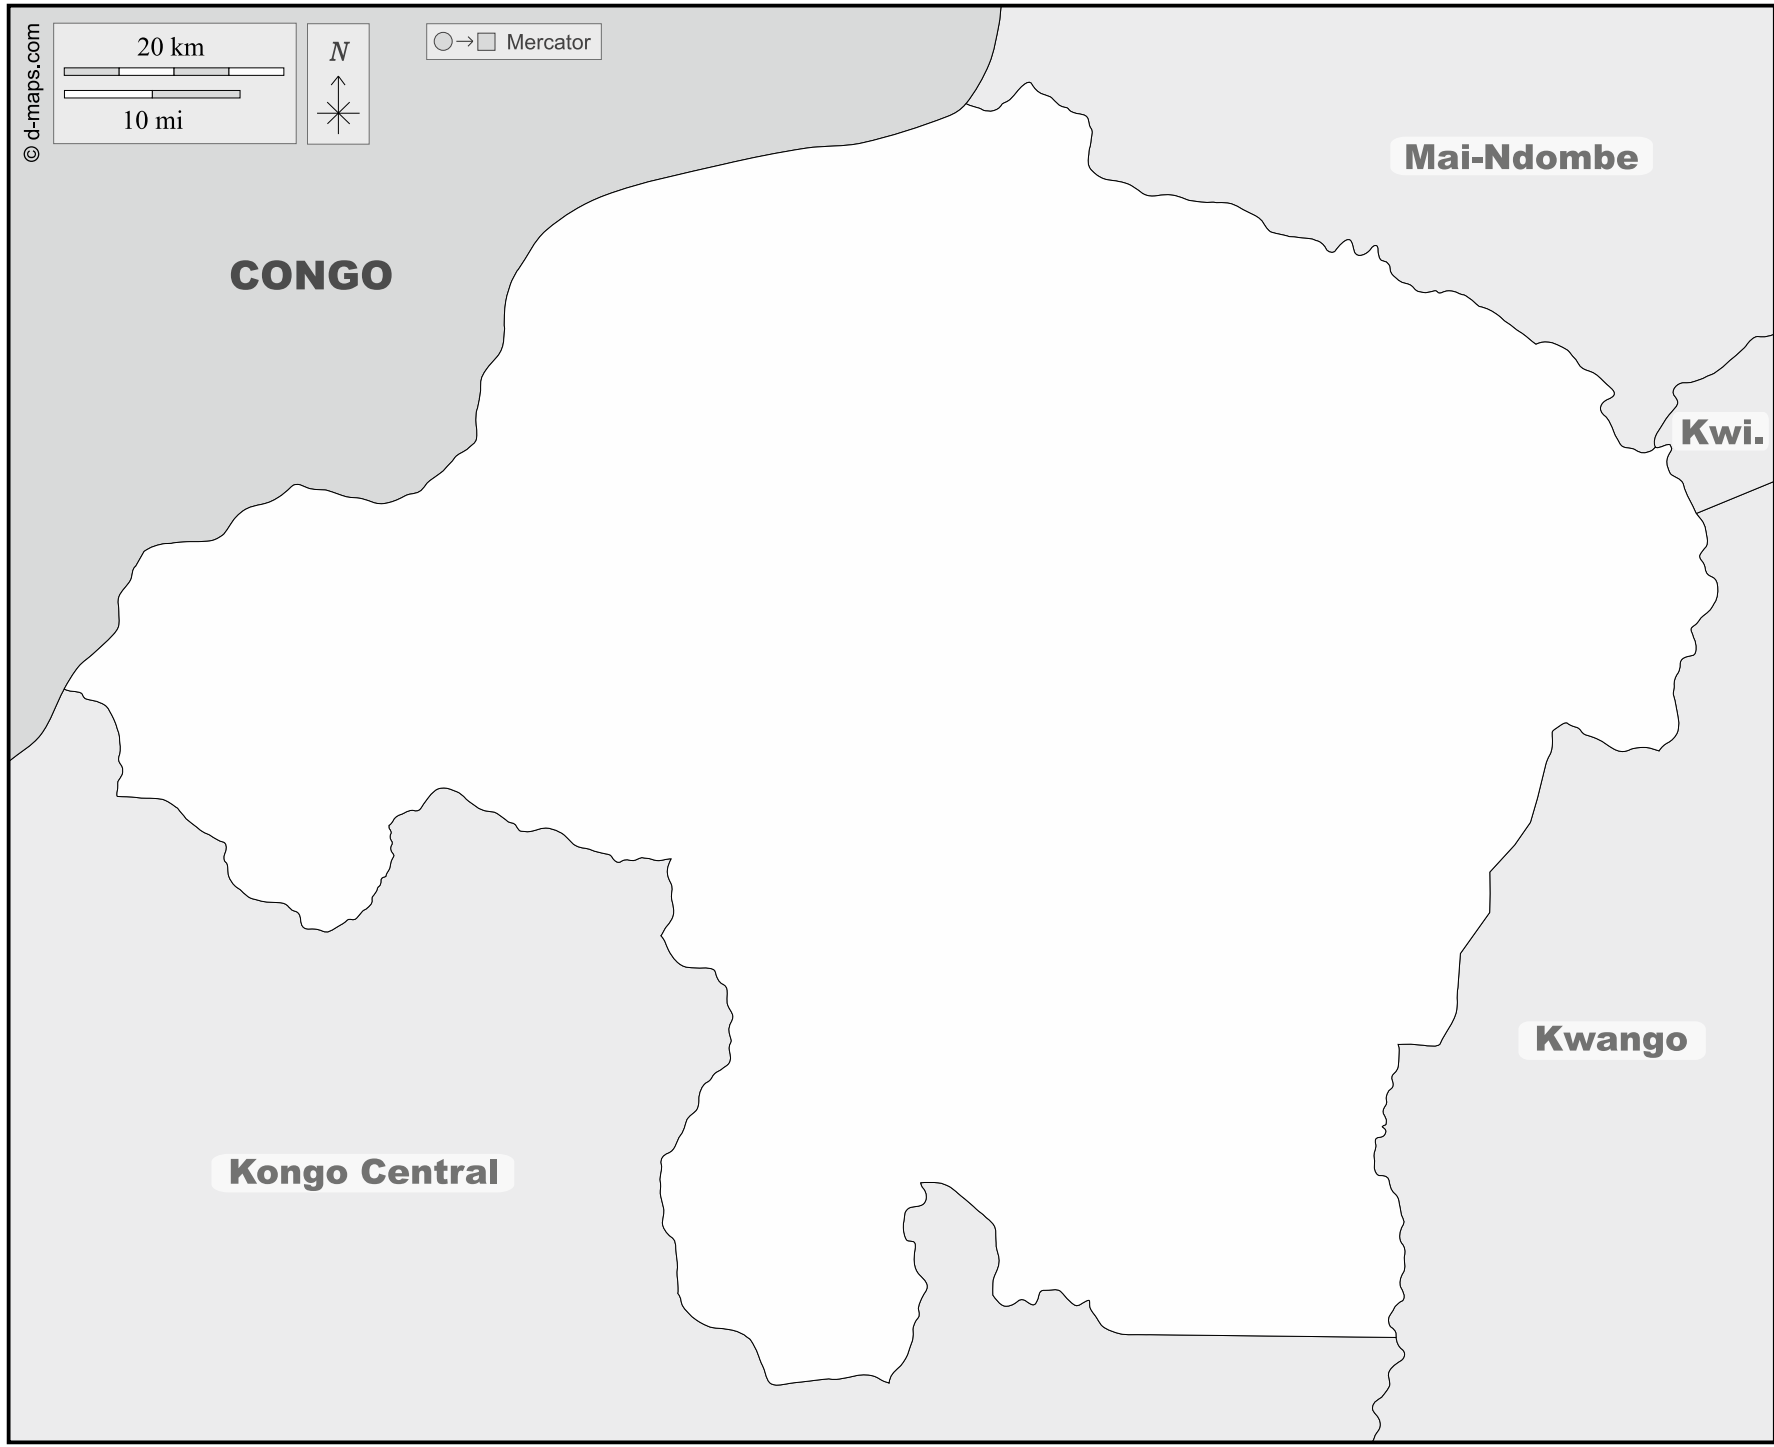 © d-maps.com
20 km
10 mi
N
Mercator
Mai-Ndombe
CONGO
Kwi.
Kwango
Kongo Central